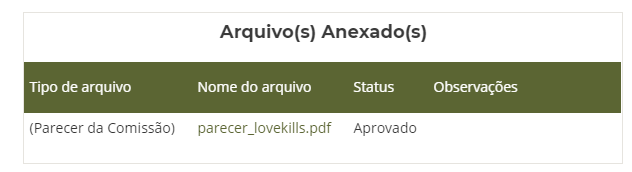 Arquivo(s) Anexado(s)
Tipo de arquivo Nome do arquivo Status Observações
(Parecer da Comissão) parecer_lovekills.pdf Aprovado